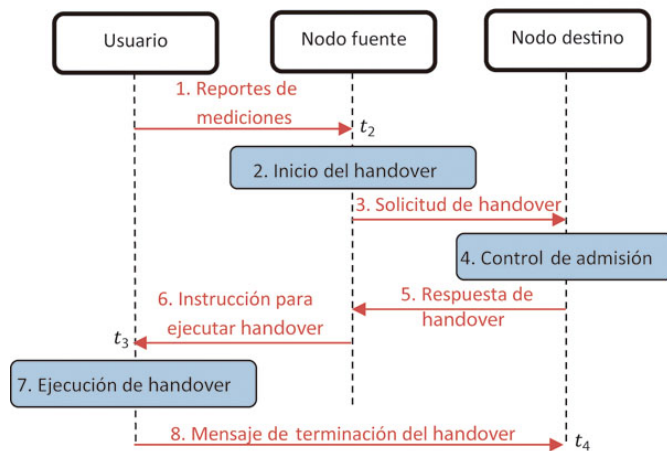 Usuario
Nodo fuente
Nodo destino
1. Reportes de
mediciones
t2
2. Inicio del handover
3. Solicitud de handover
4. Control de admisión
5. Respuesta de
handover
6. Instrucción para
ejecutar handover
t3
7. Ejecución de handover
8. Mensaje de terminación del handover
t4